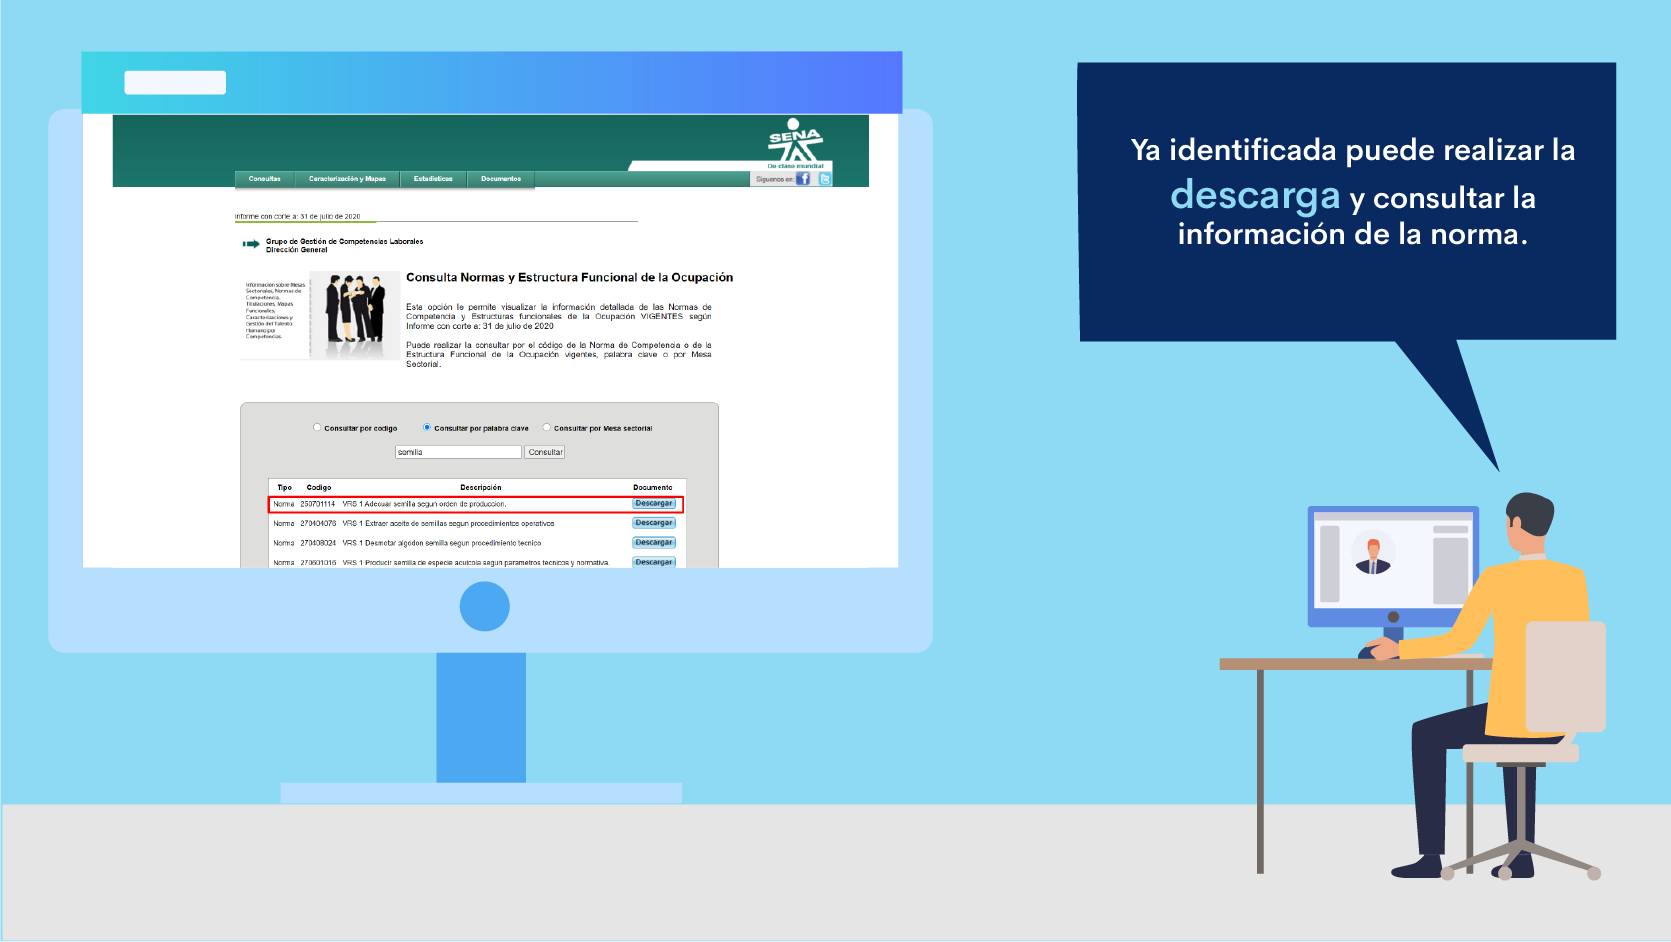 SENA
De clase mundial
Consultas Caracterización y Mapas Estadísticas Documentos Síguenos en:
Informe con corte a: 31 de julio de 2020
Grupo de Gestión de Competencias Laborales
Dirección General
Información sobre Mesas
Sectoriales, Normas de
Competencia,
Titulaciones, Mapas
Funcionales,
Caracterizaciones y
Gestión del Talento
Humano por
Competencias.
Consulta Normas y Estructura Funcional de la Ocupación
Esta opción le permite visualizar la información detallada de las Normas de
Competencia y Estructuras funcionales de la Ocupación VIGENTES según
Informe con corte a: 31 de julio de 2020
Puede realizar la consultar por el código de la Norma de Competencia o de la
Estructura Funcional de la Ocupación vigentes, palabra clave o por Mesa
Sectorial.
Consultar por codigo Consultar por palabra clave Consultar por Mesa sectorial
semilla Consultar
Tipo Codigo Descripción Documento
Norma 250701114 VRS 1 Adecuar semilla segun orden de produccion. Descargar
Norma 270404076 VRS 1 Extraer aceite de semillas segun procedimientos operativos Descargar
Norma 270408024 VRS 1 Desmotar algodon semilla segun procedimiento tecnico Descargar
Norma 270601016 VRS 1 Producir semilla de especie acuicola segun parametros tecnicos y normativa. Descargar
Ya identificada puede realizar la
descarga y consultar la
información de la norma.